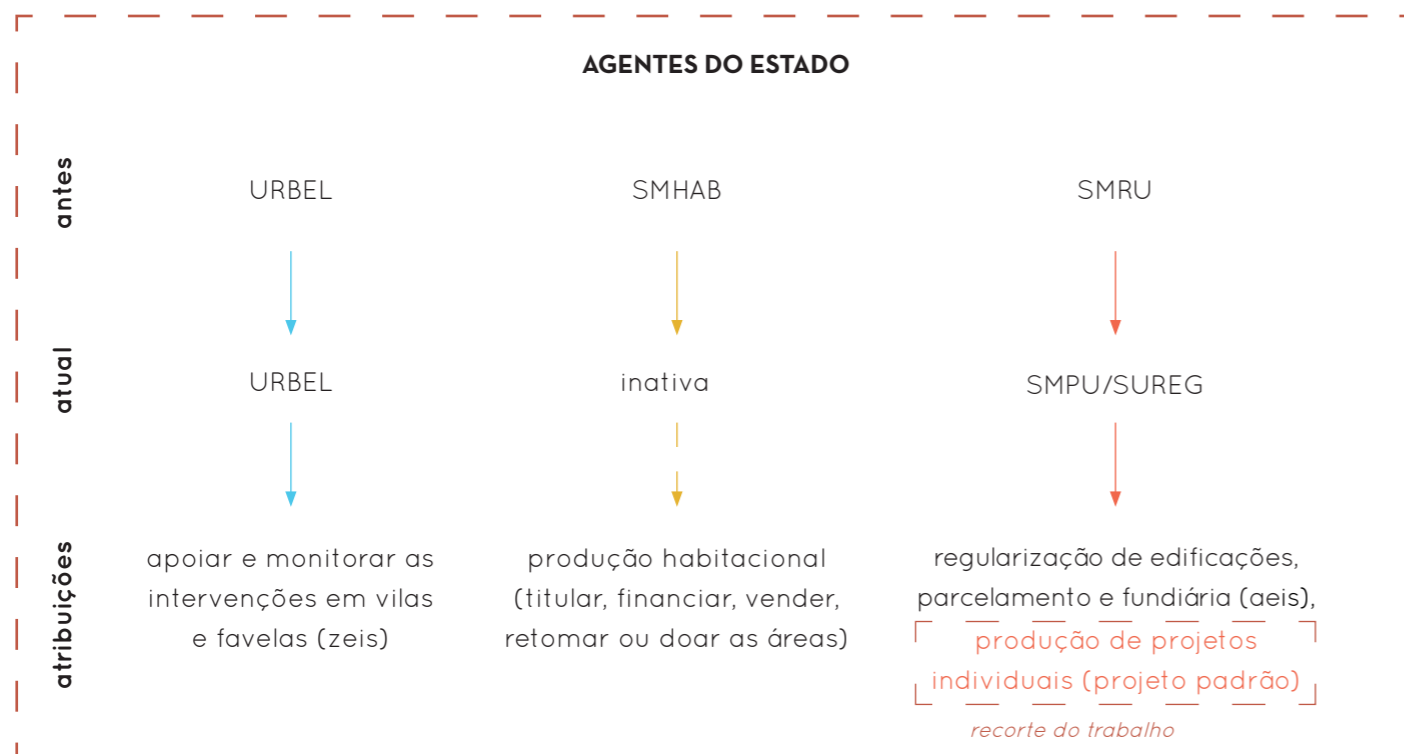 AGENTES DO ESTADO
antes
URBEL
SMHAB
SMRU
atual
URBEL
inativa
SMPU/SUREG
atribuições
apoiar e monitorar as
intervenções em vilas
e favelas (zeis)
produção habitacional
(titular, financiar, vender,
retomar ou doar as áreas)
regularização de edificações,
parcelamento e fundiária (aeis),
produção de projetos
individuais (projeto padrão)
recorte do trabalho